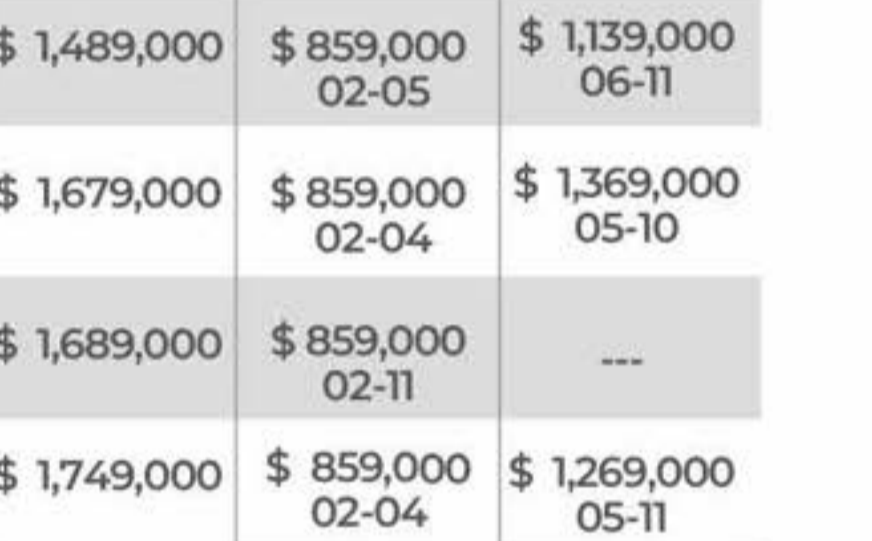 $ 1,489,000 $ 859,000 $ 1,139,000
02-05 06-11
$ 1,679,000 $ 859,000 $ 1,369,000
02-04 05-10
$ 1,689,000 $ 859,000 ---
02-11
$ 1,749,000 $ 859,000 $ 1,269,000
02-04 05-11